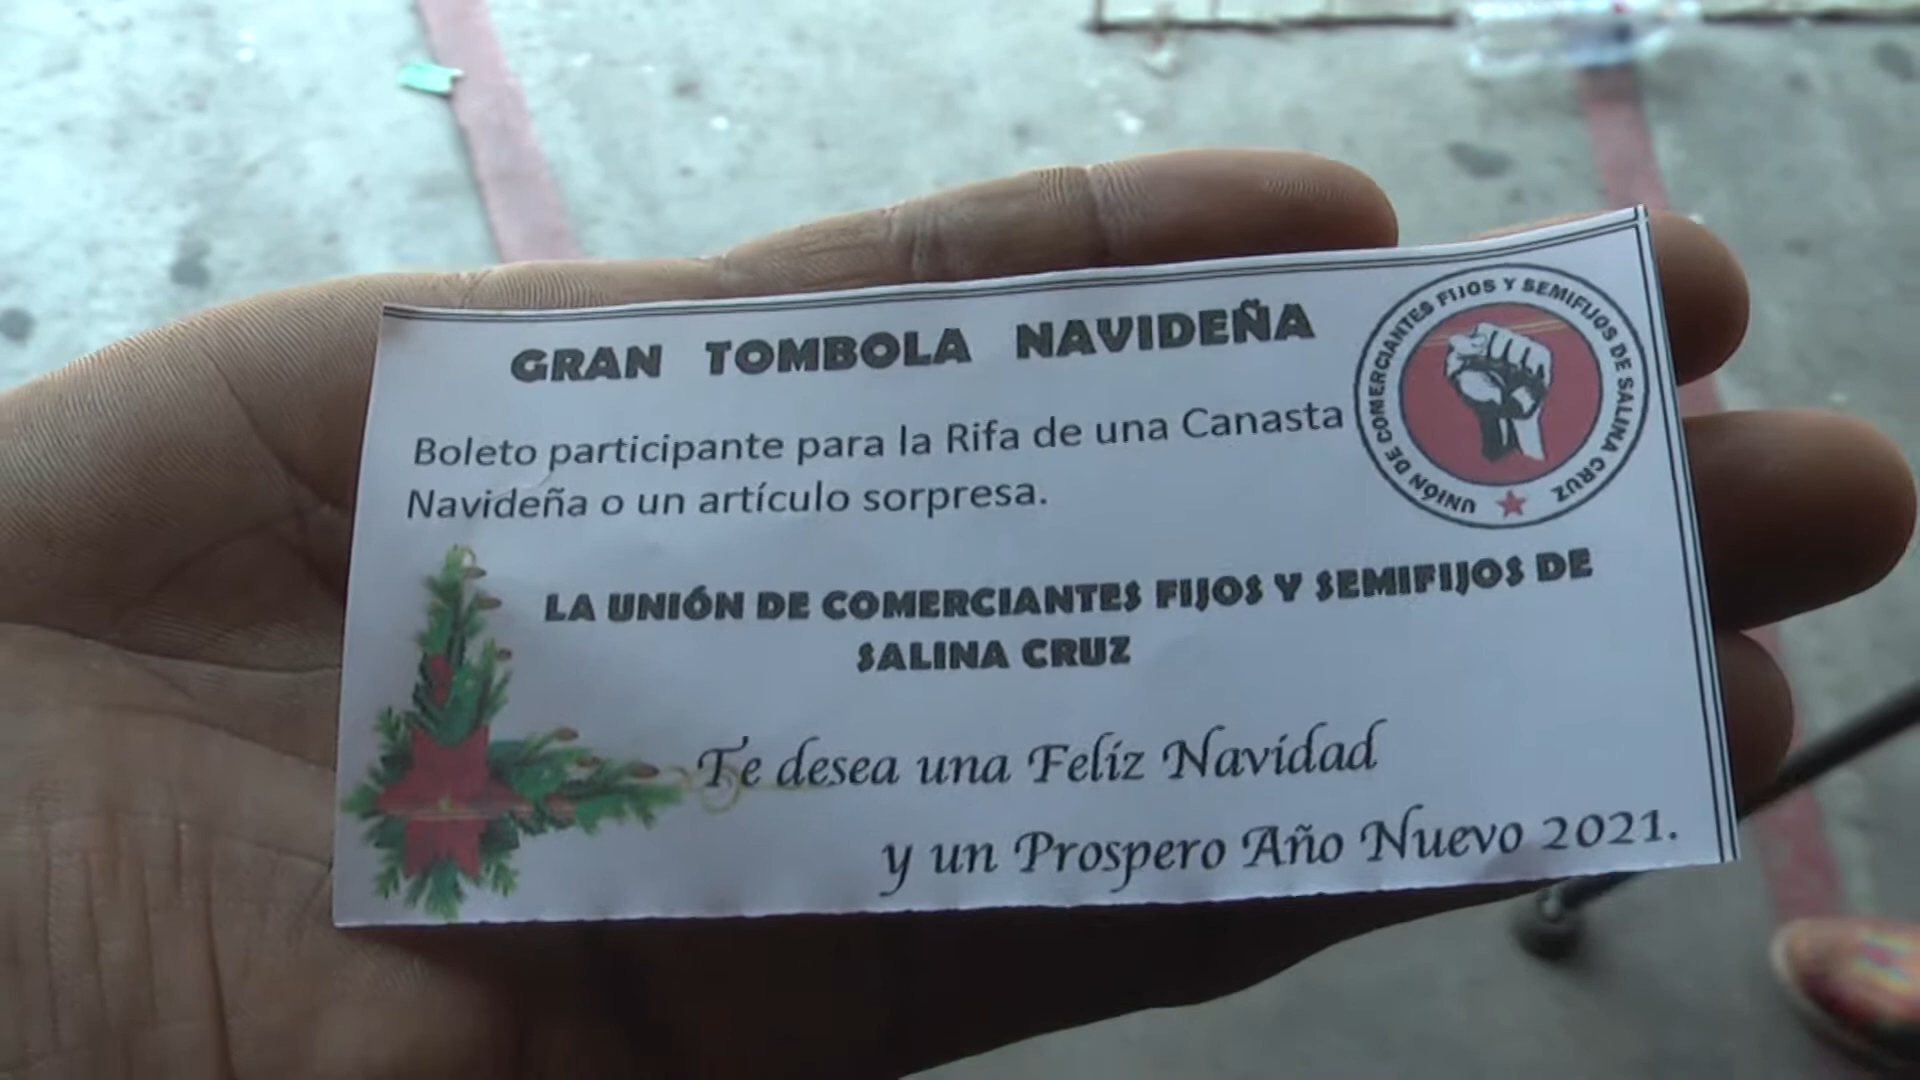 GRAN TOMBOLA NAVIDEÑA
Boleto participante para la Rifa de una Canasta
Navideña o un artículo sorpresa.
UNIÓN DE COMERCIANTES FIJOS Y SEMIFIJOS DE SALINA CRUZ
LA UNIÓN DE COMERCIANTES FIJOS Y SEMIFIJOS DE
SALINA CRUZ
Te desea una Felíz Navidad
y un Prospero Año Nuevo 2021.